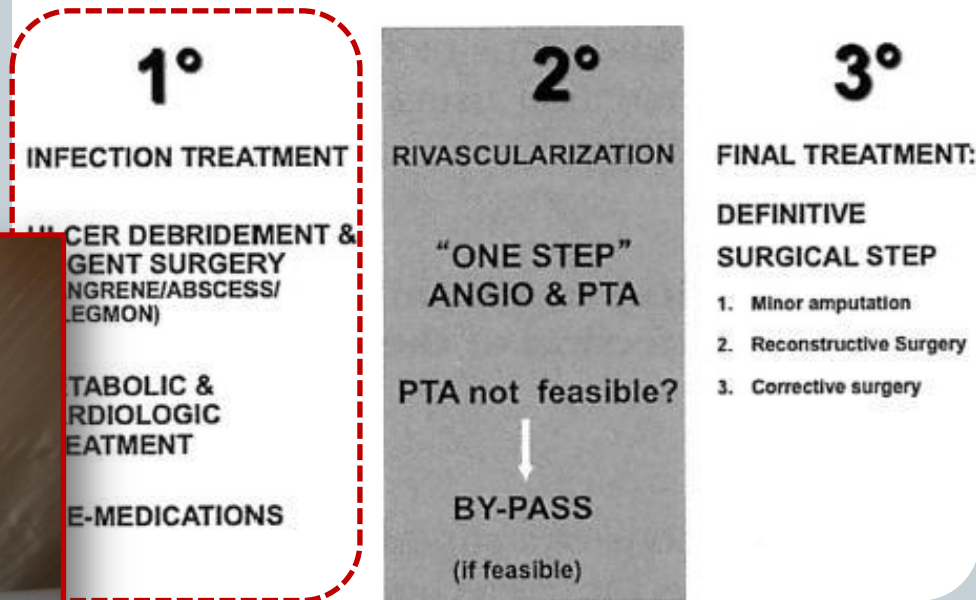 1°
INFECTION TREATMENT
CER DEBRIDEMENT &
GENT SURGERY
NGRENE/ABSCESS/
LEGMON)
TABOLIC &
RDIOLOGIC
EATMENT
E-MEDICATIONS
2°
RIVASCULARIZATION
“ONE STEP”
ANGIO & PTA
PTA not feasible?
BY-PASS
(if feasible)
3°
FINAL TREATMENT:
DEFINITIVE
SURGICAL STEP
1. Minor amputation
2. Reconstructive Surgery
3. Corrective surgery